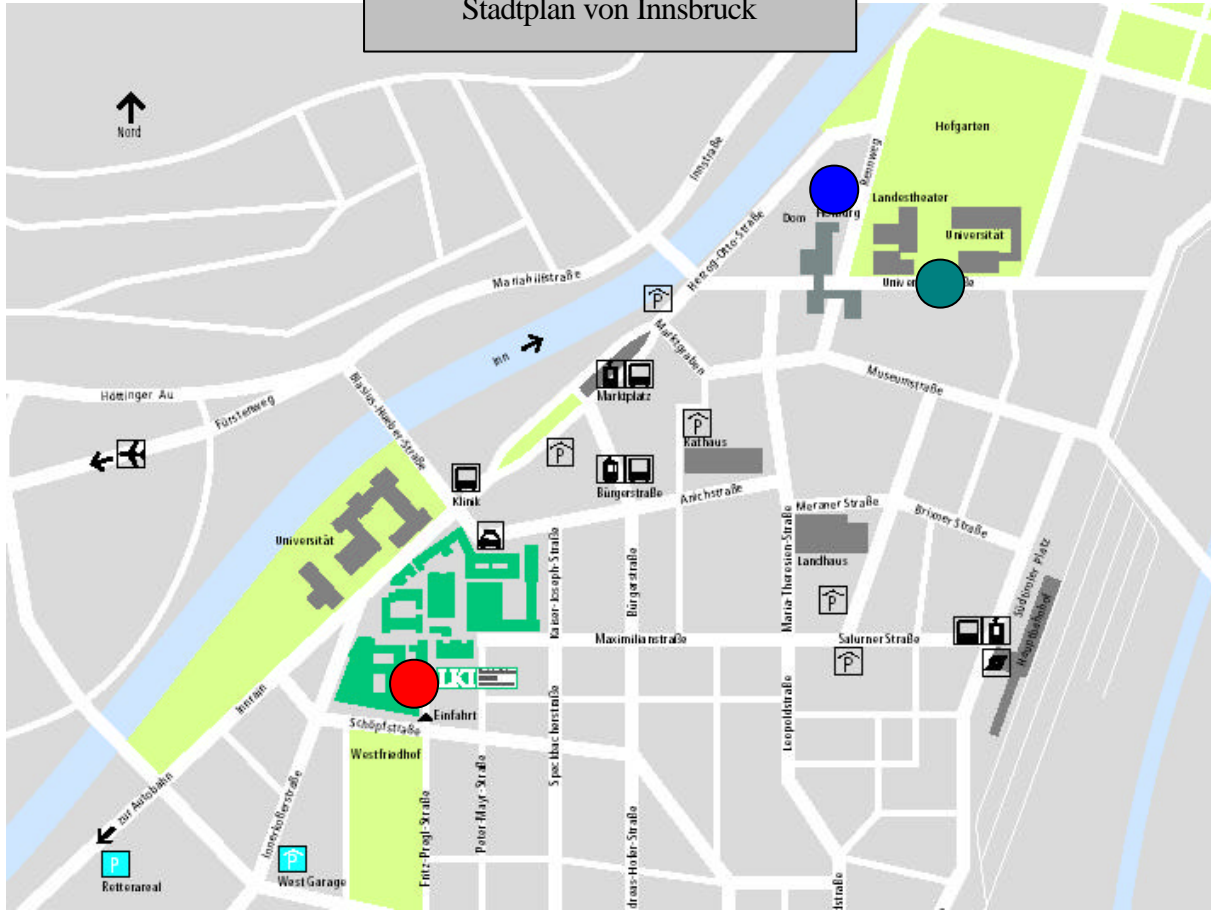 Stadtplan von Innsbruck
Nord
Hofgarten
Innstraße
Rennweg
Landestheater
Dom
Universität
Herzog-Otto-Straße
Mariahilfstraße
P
Inn
Marktgraben
Museumstraße
Marktplatz
Höttinger Au
Fürstenweg
Blasius-Hueber-Straße
P
P
Rathaus
Klinik
Bürgerstraße
Anichstraße
Meraner Straße
Brixner Straße
Universität
Landhaus
Maria-Theresien-Straße
Kaiser-Joseph-Straße
Bürgerstraße
Südtiroler Platz
Hauptbahnhof
P
Maximilianstraße
Salurner Straße
P
LKI
Einfahrt
Innrain
Schöpfstraße
Westfriedhof
Speckbacherstraße
Leopoldstraße
zur Autobahn
Innerkoflerstraße
Fritz-Pregl-Straße
Peter-Mayr-Straße
P
Retterareal
P
West Garage